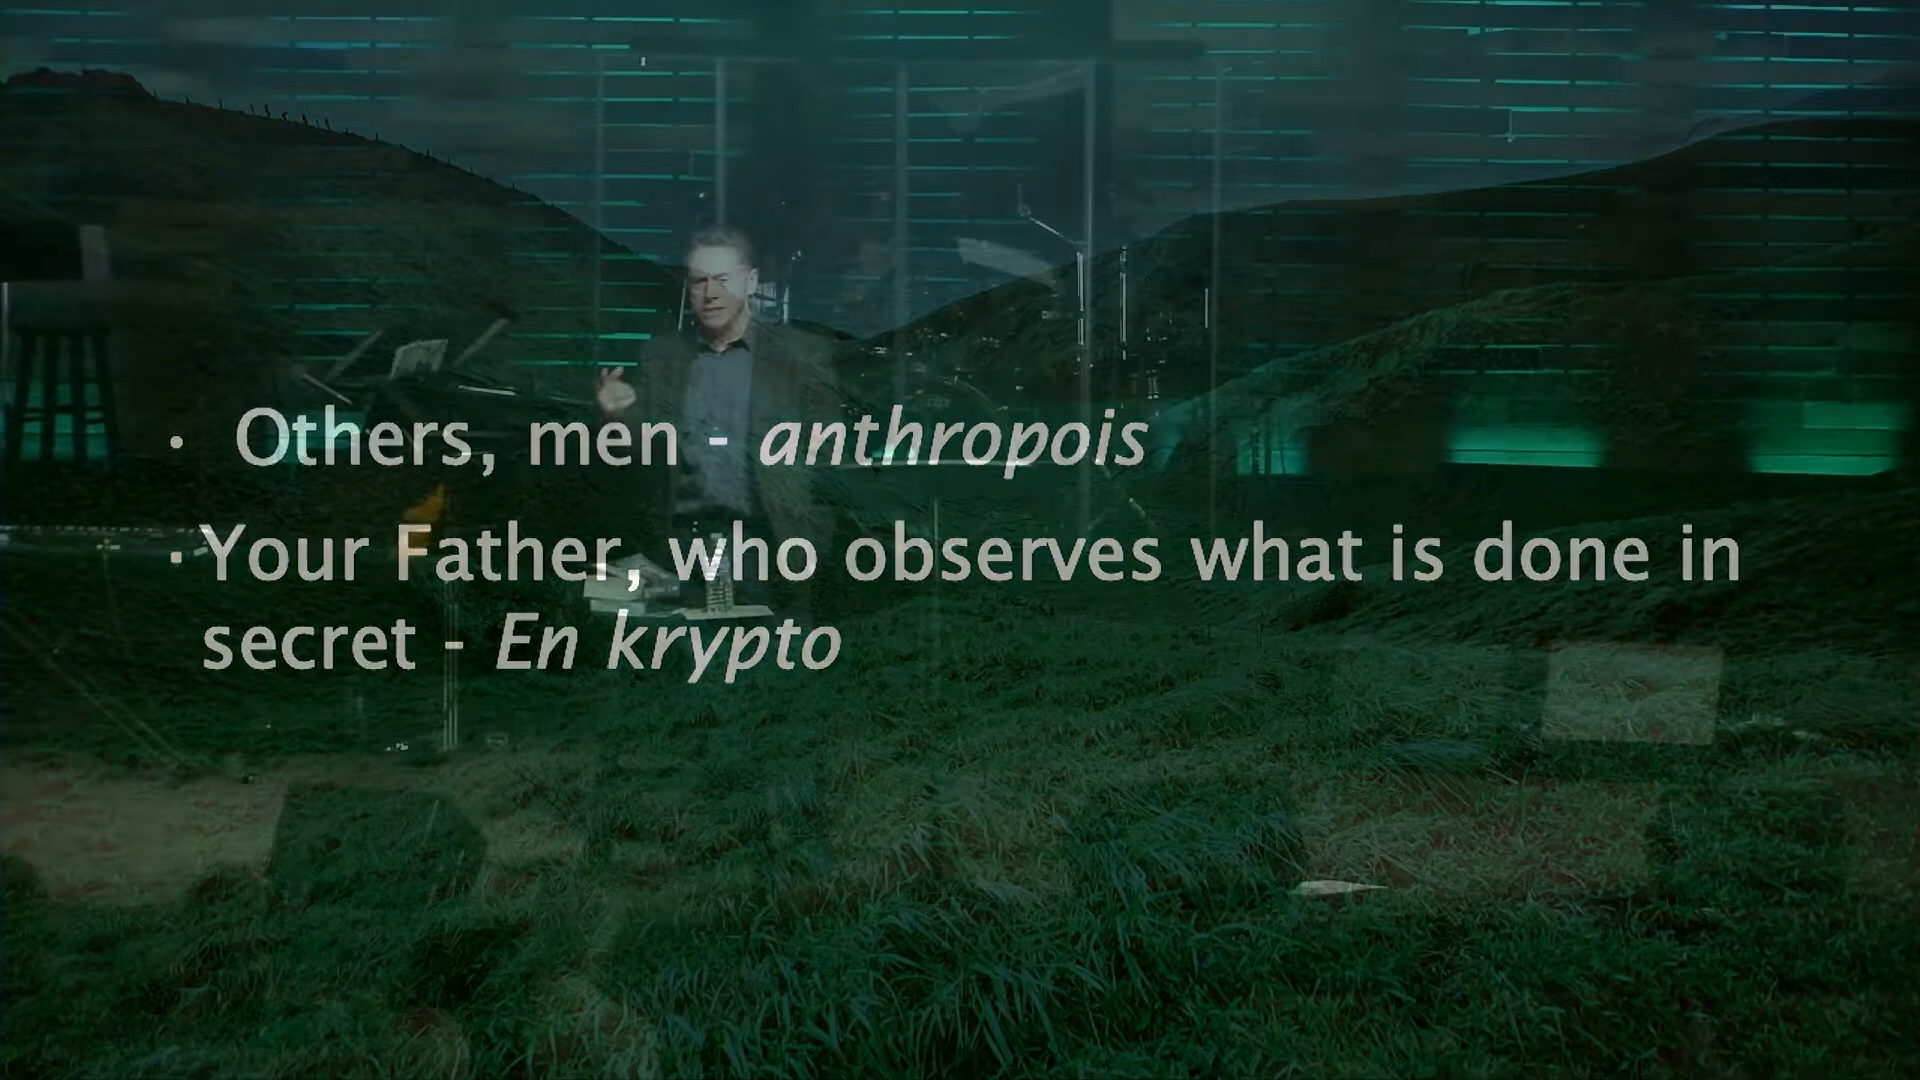 · Others, men - anthropois
· Your Father, who observes what is done in
secret - En krypto